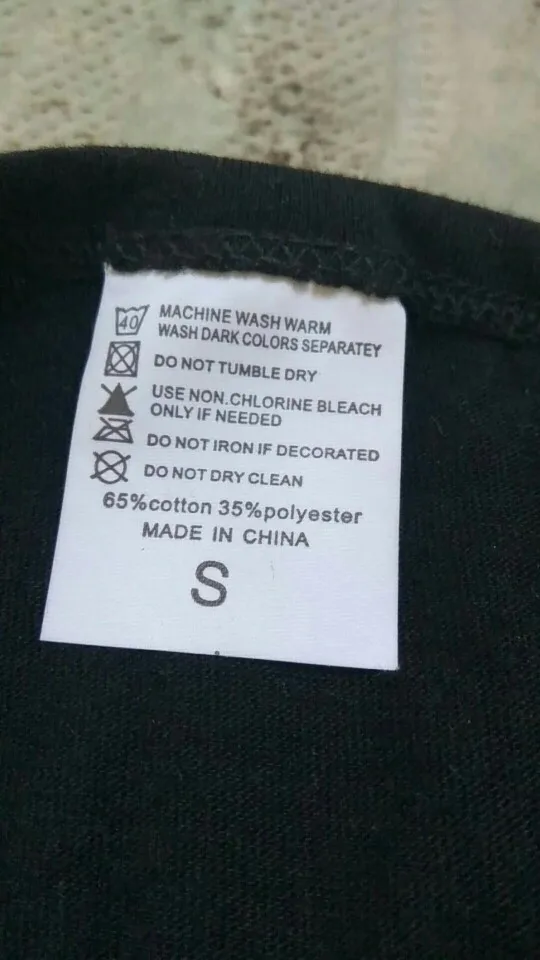 40 MACHINE WASH WARM
WASH DARK COLORS SEPARATEY
DO NOT TUMBLE DRY
USE NON.CHLORINE BLEACH
ONLY IF NEEDED
DO NOT IRON IF DECORATED
DO NOT DRY CLEAN
65%cotton 35%polyester
MADE IN CHINA
S